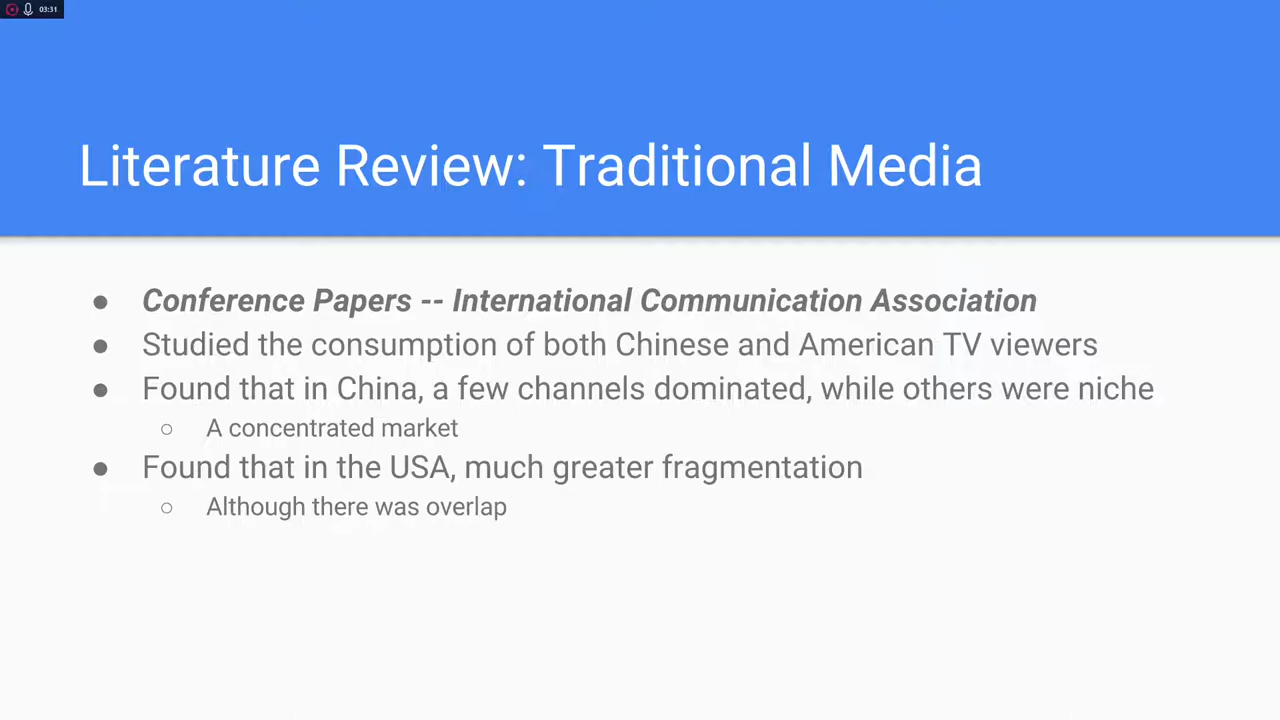 03:31
Literature Review: Traditional Media
● Conference Papers -- International Communication Association
● Studied the consumption of both Chinese and American TV viewers
● Found that in China, a few channels dominated, while others were niche
○ A concentrated market
● Found that in the USA, much greater fragmentation
○ Although there was overlap